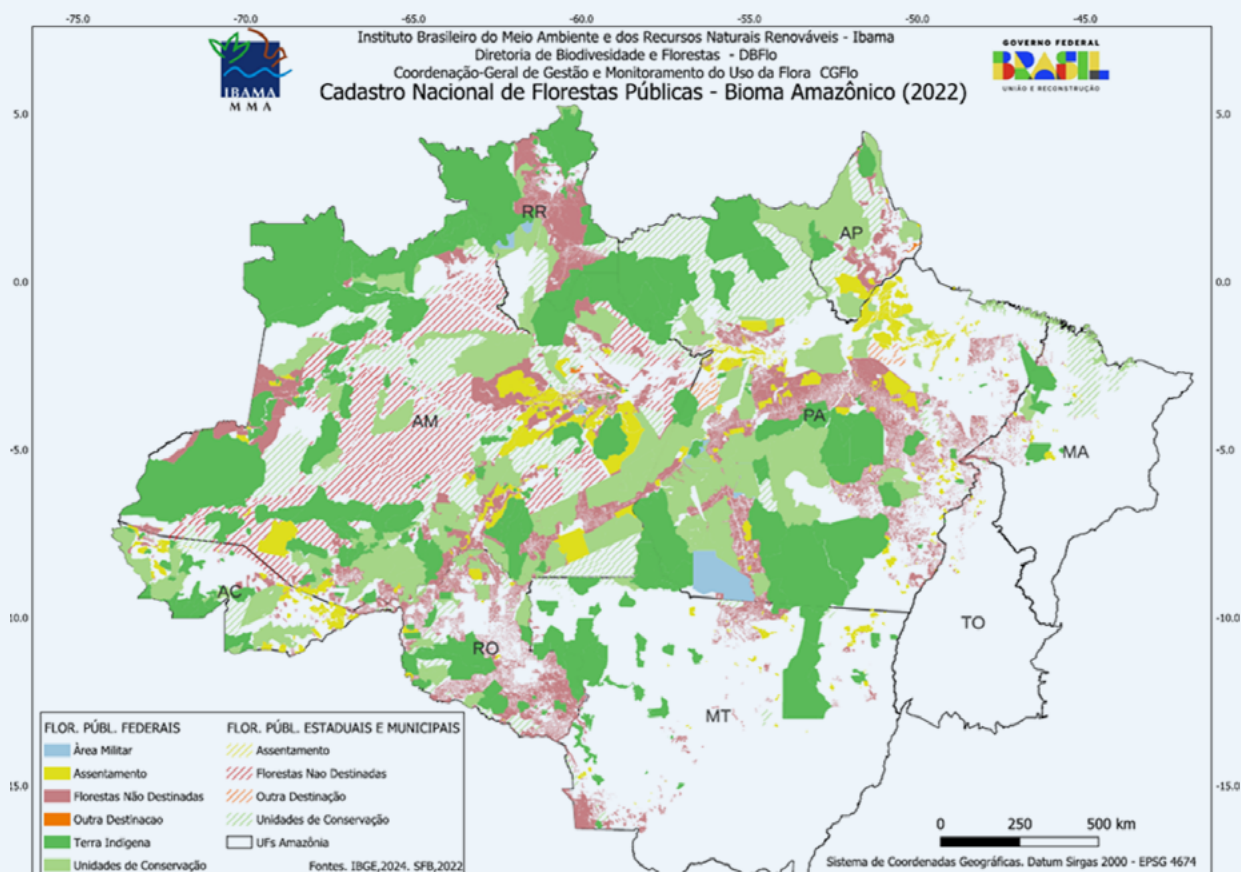 -75.0 -70.0 -65.0 -60.0 -55.0 -50.0 -45.0
Instituto Brasileiro do Meio Ambiente e dos Recursos Naturais Renováveis - Ibama
Diretoria de Biodivesidade e Florestas - DBFlo
Coordenação-Geral de Gestão e Monitoramento do Uso da Flora CGFlo
Cadastro Nacional de Florestas Públicas - Bioma Amazônico (2022)
IBAMA
MMA
GOVERNO FEDERAL
BRASIL
UNIÃO E RECONSTRUÇÃO
5.0 5.0
RR
AP
0.0 0.0
AM
PA
MA
-5.0 -5.0
AC
TO
-10.0 -10.0
RO
MT
-15.0 -15.0
FLOR. PÚBL. FEDERAIS
Àrea Militar
Assentamento
Florestas Não Destinadas
Outra Destinacao
Terra Indígena
Unidades de Conservação
FLOR. PÚBL. ESTADUAIS E MUNICIPAIS
Assentamento
Florestas Nao Destinadas
Outra Destinação
Unidades de Conservação
UFs Amazônia
Fontes. IBGE,2024. SFB,2022
0 250 500 km
Sistema de Coordenadas Geográficas. Datum Sirgas 2000 - EPSG 4674